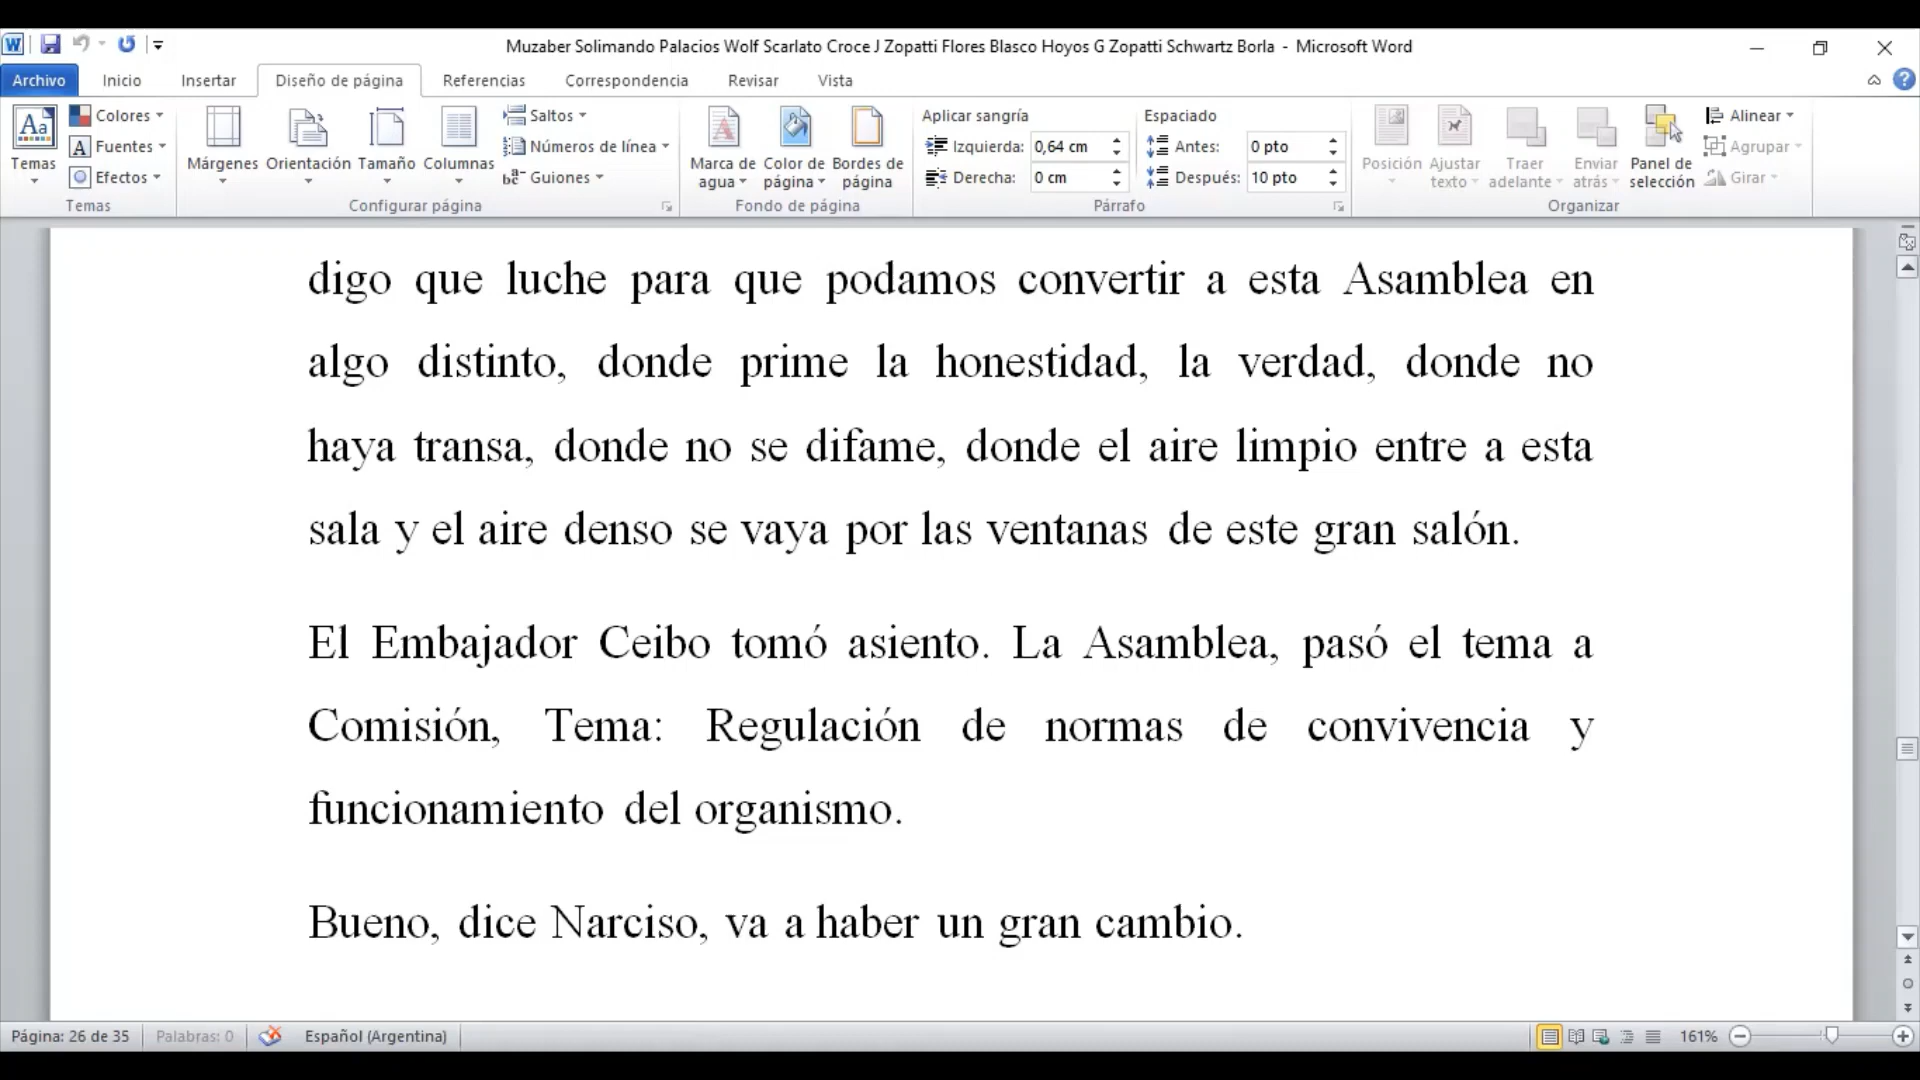 Muzaber Solimando Palacios Wolf Scarlato Croce J Zopatti Flores Blasco Hoyos G Zopatti Schwartz Borla - Microsoft Word
Archivo Inicio Insertar Diseño de página Referencias Correspondencia Revisar Vista
Temas
Colores
Fuentes
Efectos
Temas
Márgenes Orientación Tamaño Columnas
Saltos
Números de línea
Guiones
Configurar página
Marca de agua
Color de página
Bordes de página
Fondo de página
Aplicar sangría
Izquierda: 0,64 cm
Derecha: 0 cm
Espaciado
Antes: 0 pto
Después: 10 pto
Párrafo
Posición
Ajustar texto
Traer adelante
Enviar atrás
Panel de selección
Alinear
Agrupar
Girar
Organizar
digo que luche para que podamos convertir a esta Asamblea en
algo distinto, donde prime la honestidad, la verdad, donde no
haya transa, donde no se difame, donde el aire limpio entre a esta
sala y el aire denso se vaya por las ventanas de este gran salón.
El Embajador Ceibo tomó asiento. La Asamblea, pasó el tema a
Comisión, Tema: Regulación de normas de convivencia y
funcionamiento del organismo.
Bueno, dice Narciso, va a haber un gran cambio.
Página: 26 de 35 Palabras: 0 Español (Argentina) 161%